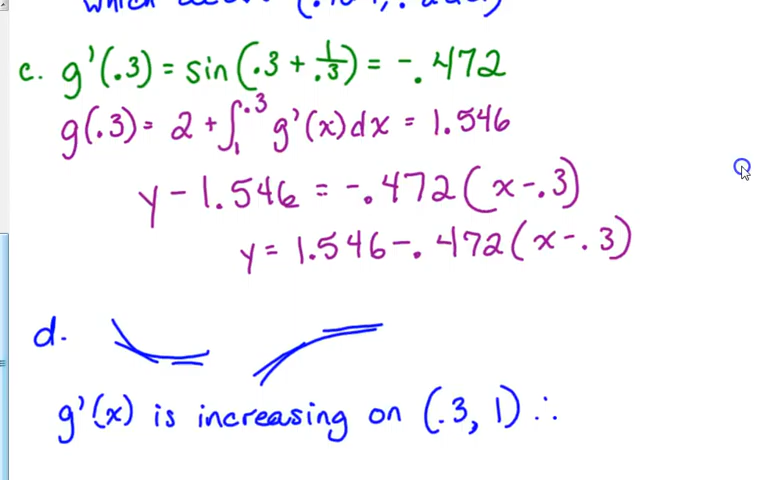 c. g'(.3) = sin(.3 + 1/.3) = -.472
g(.3) = 2 + ∫₁^.3 g'(x)dx = 1.546
y - 1.546 = -.472(x-.3)
y = 1.546 -.472(x-.3)
d.
g'(x) is increasing on (.3, 1) ∴